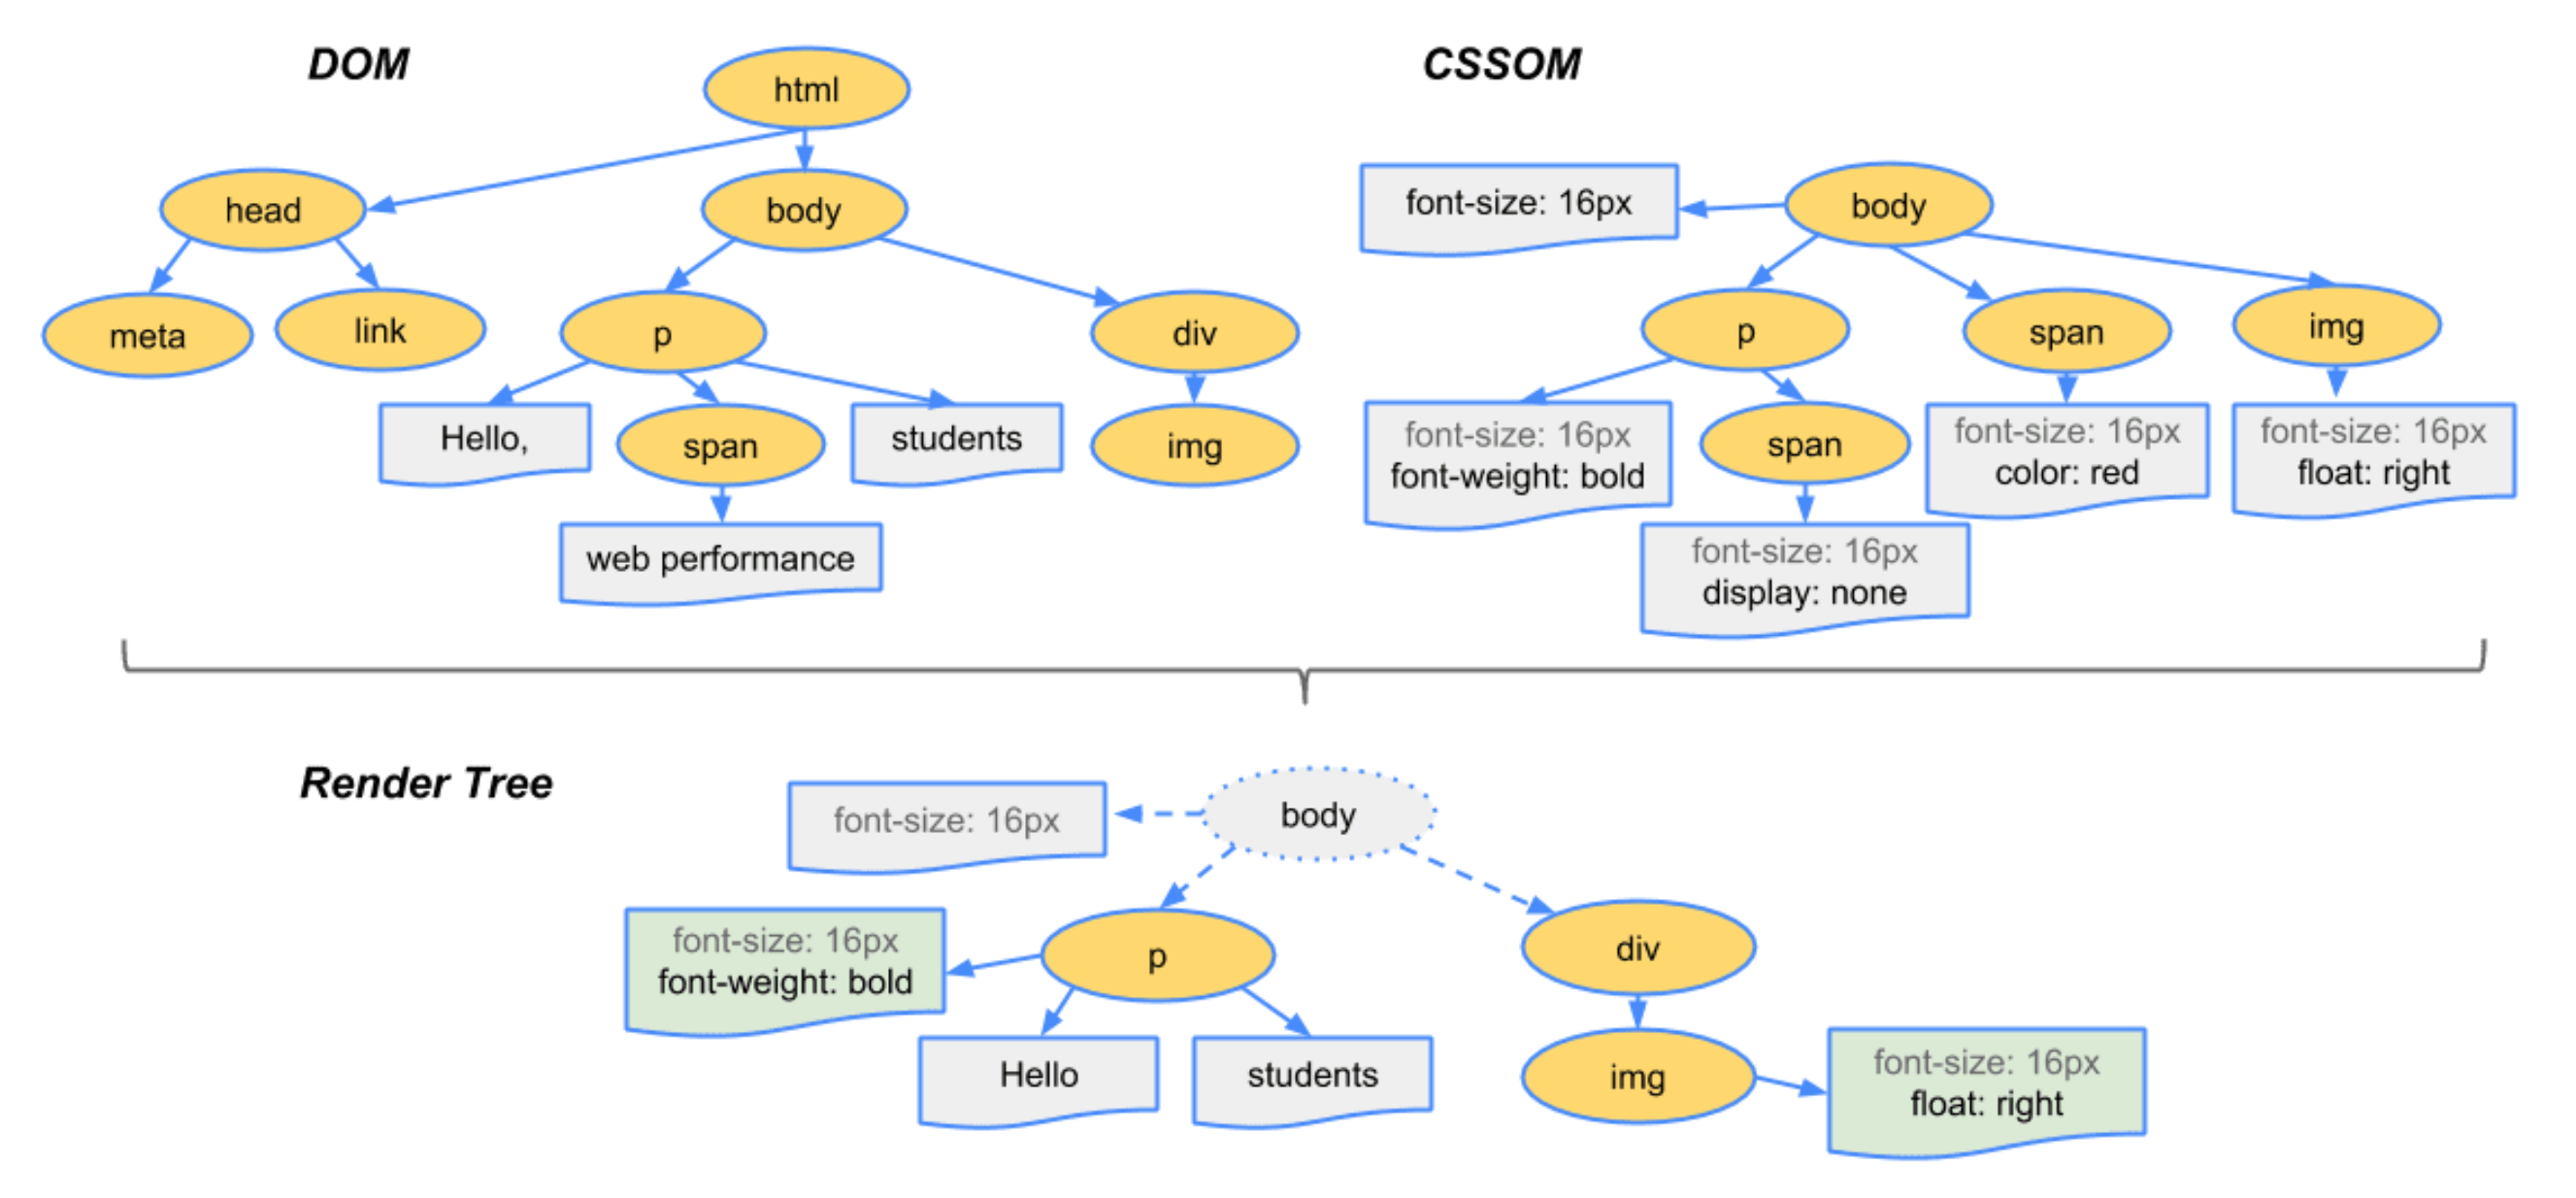 DOM
html
head
body
meta
link
p
div
Hello,
span
students
img
web performance
CSSOM
font-size: 16px
body
p
span
img
font-size: 16px
font-weight: bold
span
font-size: 16px
color: red
font-size: 16px
float: right
font-size: 16px
display: none
Render Tree
font-size: 16px
body
font-size: 16px
font-weight: bold
p
div
Hello
students
img
font-size: 16px
float: right